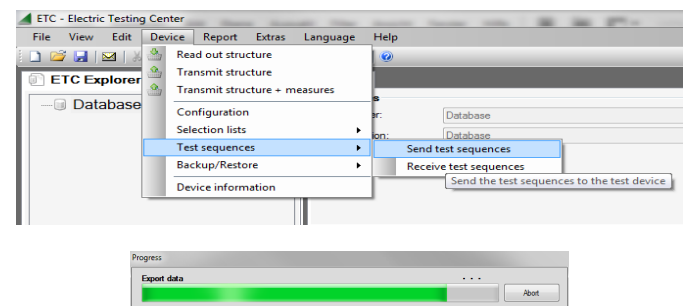 ETC - Electric Testing Center
File View Edit Device Report Extras Language Help
Read out structure
ETC Explorer
Transmit structure
Transmit structure + measures
Database
Configuration
Database
Selection lists
Database
Test sequences
Send test sequences
Backup/Restore
Receive test sequences
Send the test sequences to the test device
Device information
Progress
Export data
. . .
Abort